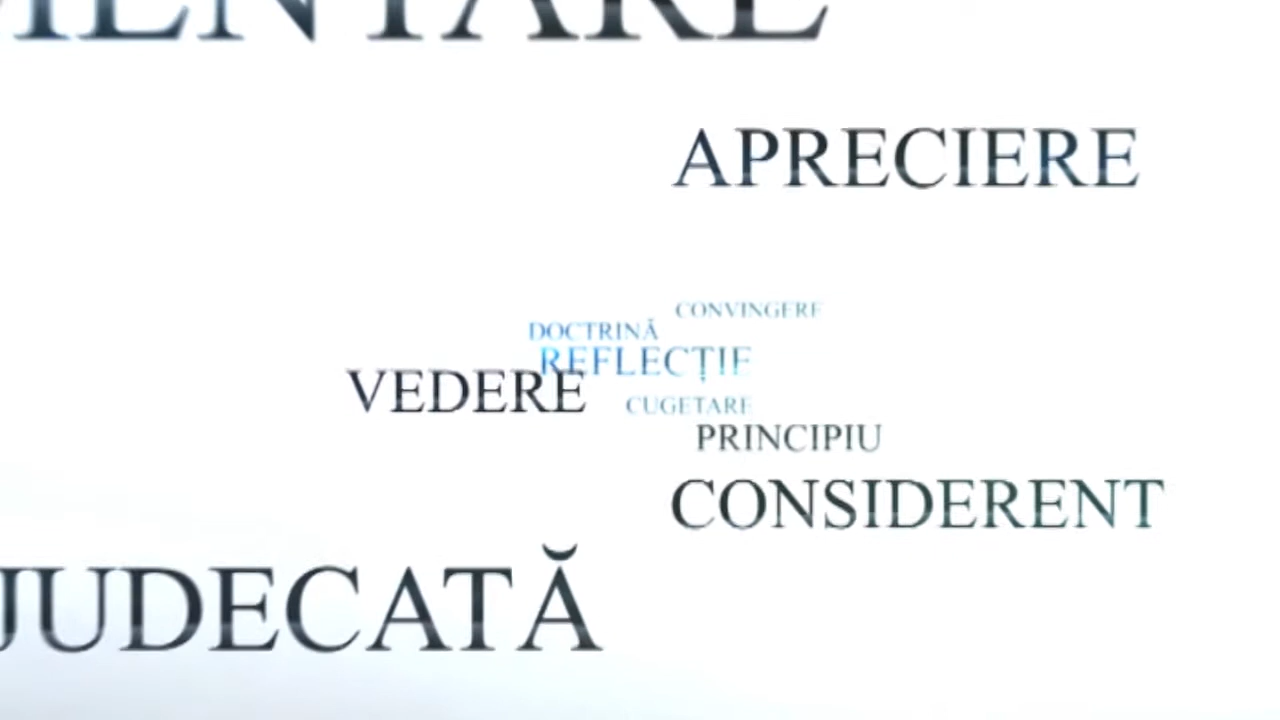 APRECIERE
CONVINGERE
DOCTRINĂ
REFLECȚIE
VEDERE
CUGETARE
PRINCIPIU
CONSIDERENT
JUDECATĂ